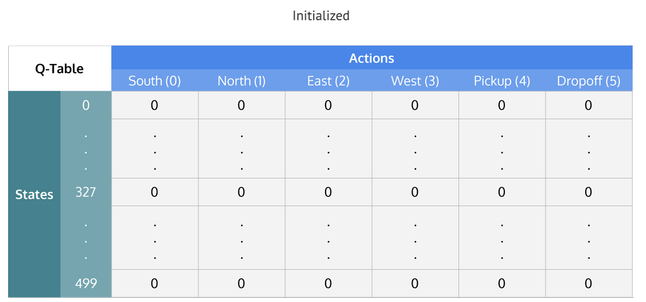 Initialized
Q-Table
Actions
South (0) North (1) East (2) West (3) Pickup (4) Dropoff (5)
States
0 0 0 0 0 0 0
. . . . . . .
. . . . . . .
. . . . . . .
327 0 0 0 0 0 0
. . . . . . .
. . . . . . .
. . . . . . .
499 0 0 0 0 0 0